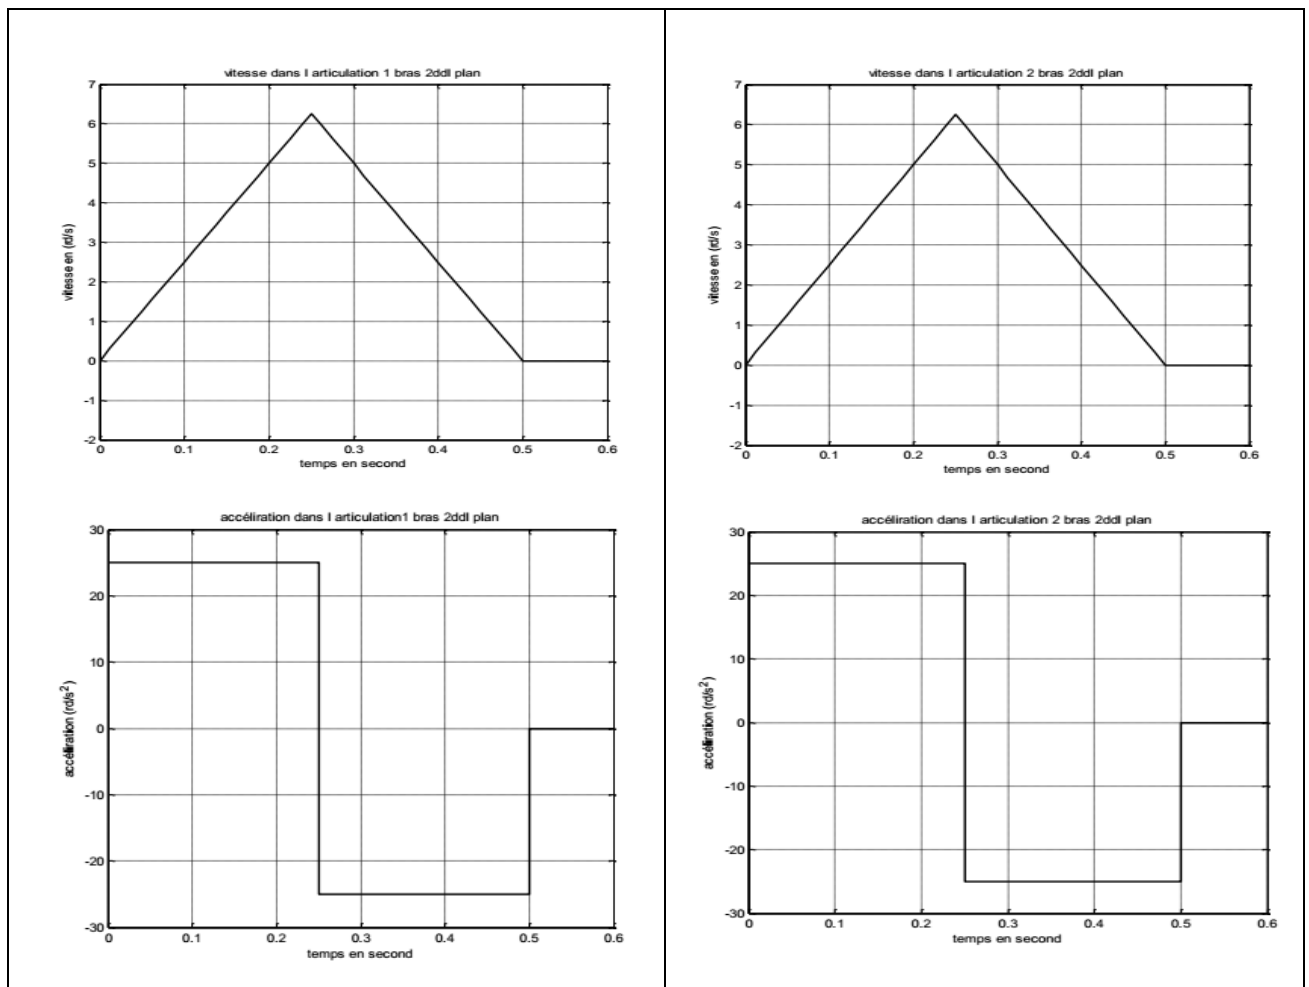 vitesse dans l articulation 1 bras 2ddl plan
7
6
5
4
3
2
1
0
-1
-2
vitesse en (rd/s)
0 0.1 0.2 0.3 0.4 0.5 0.6
temps en second
vitesse dans l articulation 2 bras 2ddl plan
7
6
5
4
3
2
1
0
-1
-2
vitesse en (rd/s)
0 0.1 0.2 0.3 0.4 0.5 0.6
temps en second
accéliration dans l articulation1 bras 2ddl plan
30
20
10
0
-10
-20
-30
accéliration (rd/s²)
0 0.1 0.2 0.3 0.4 0.5 0.6
temps en second
accéliration dans l articulation 2 bras 2ddl plan
30
20
10
0
-10
-20
-30
accéliration (rd/s²)
0 0.1 0.2 0.3 0.4 0.5 0.6
temps en second